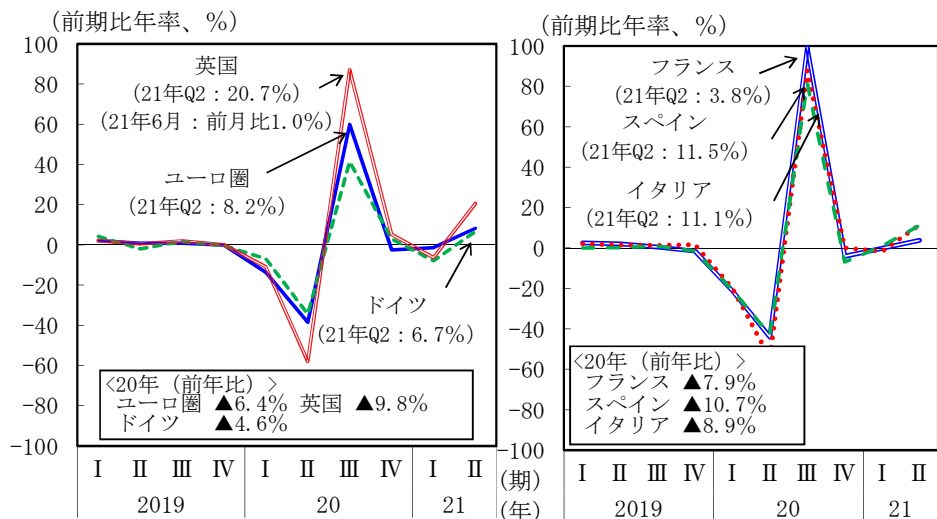 (前期比年率、%)
100
80
60
40
20
0
-20
-40
-60
-80
-100
英国
(21年Q2：20.7%)
(21年6月：前月比1.0%)
ユーロ圏
(21年Q2：8.2%)
ドイツ
(21年Q2：6.7%)
<20年（前年比）>
ユーロ圏 ▲6.4% 英国 ▲9.8%
ドイツ ▲4.6%
Ⅰ Ⅱ Ⅲ Ⅳ Ⅰ Ⅱ Ⅲ Ⅳ Ⅰ Ⅱ (期)
2019 20 21 (年)
(前期比年率、%)
100
80
60
40
20
0
-20
-40
-60
-80
-100
フランス
(21年Q2：3.8%)
スペイン
(21年Q2：11.5%)
イタリア
(21年Q2：11.1%)
<20年（前年比）>
フランス ▲7.9%
スペイン ▲10.7%
イタリア ▲8.9%
Ⅰ Ⅱ Ⅲ Ⅳ Ⅰ Ⅱ Ⅲ Ⅳ Ⅰ Ⅱ
2019 20 21